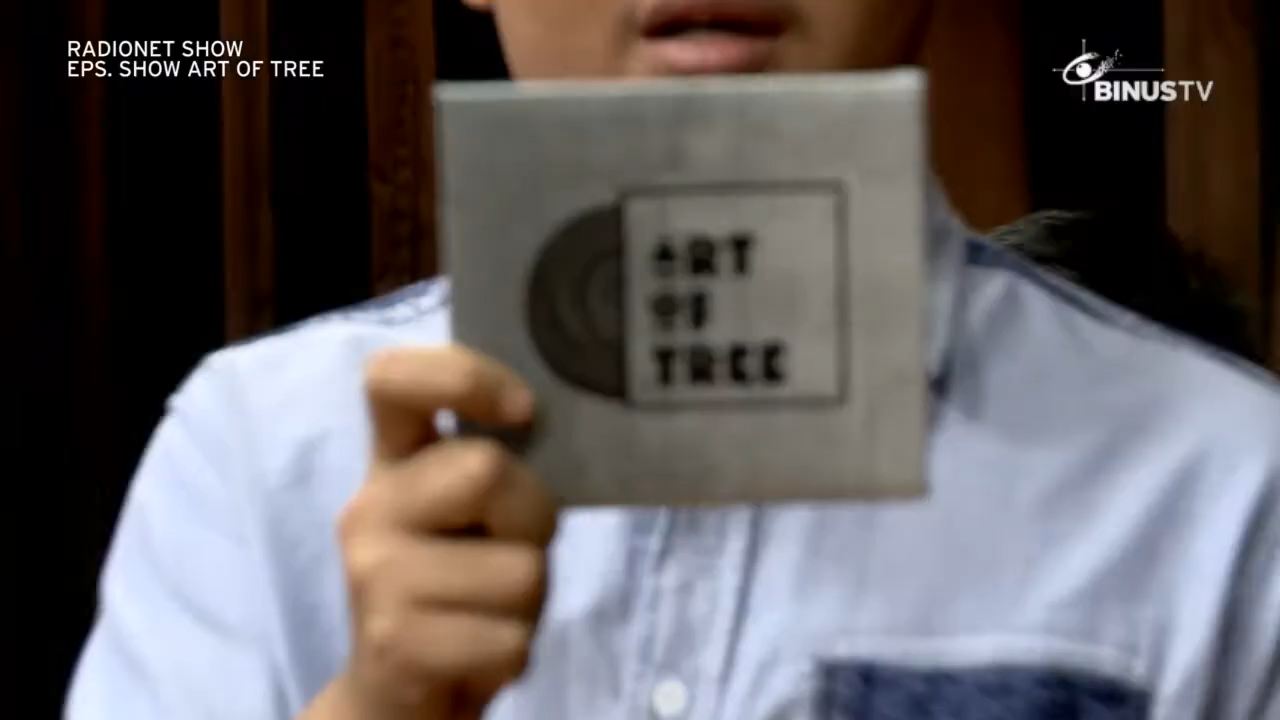 RADIONET SHOW
EPS. SHOW ART OF TREE
BINUSTV
ART
OF
TREE